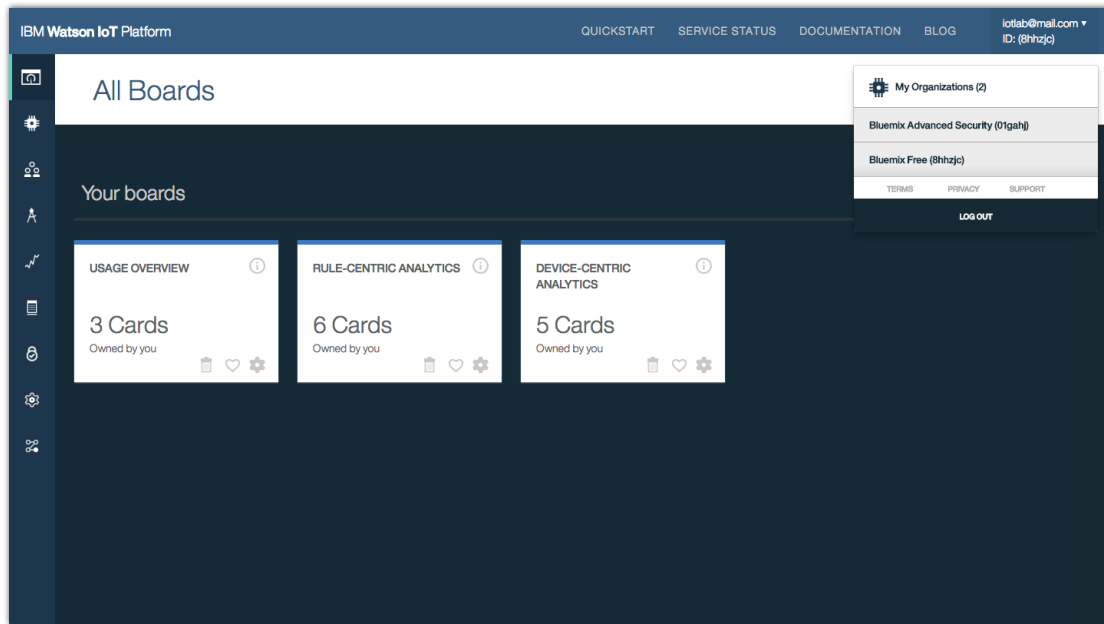 IBM Watson IoT Platform
QUICKSTART
SERVICE STATUS
DOCUMENTATION
BLOG
iotlab@mail.com
ID: (8hhzjc)
All Boards
My Organizations (2)
Bluemix Advanced Security (01gahj)
Bluemix Free (8hhzjc)
TERMS
PRIVACY
SUPPORT
LOG OUT
Your boards
USAGE OVERVIEW
3 Cards
Owned by you
RULE-CENTRIC ANALYTICS
6 Cards
Owned by you
DEVICE-CENTRIC
ANALYTICS
5 Cards
Owned by you